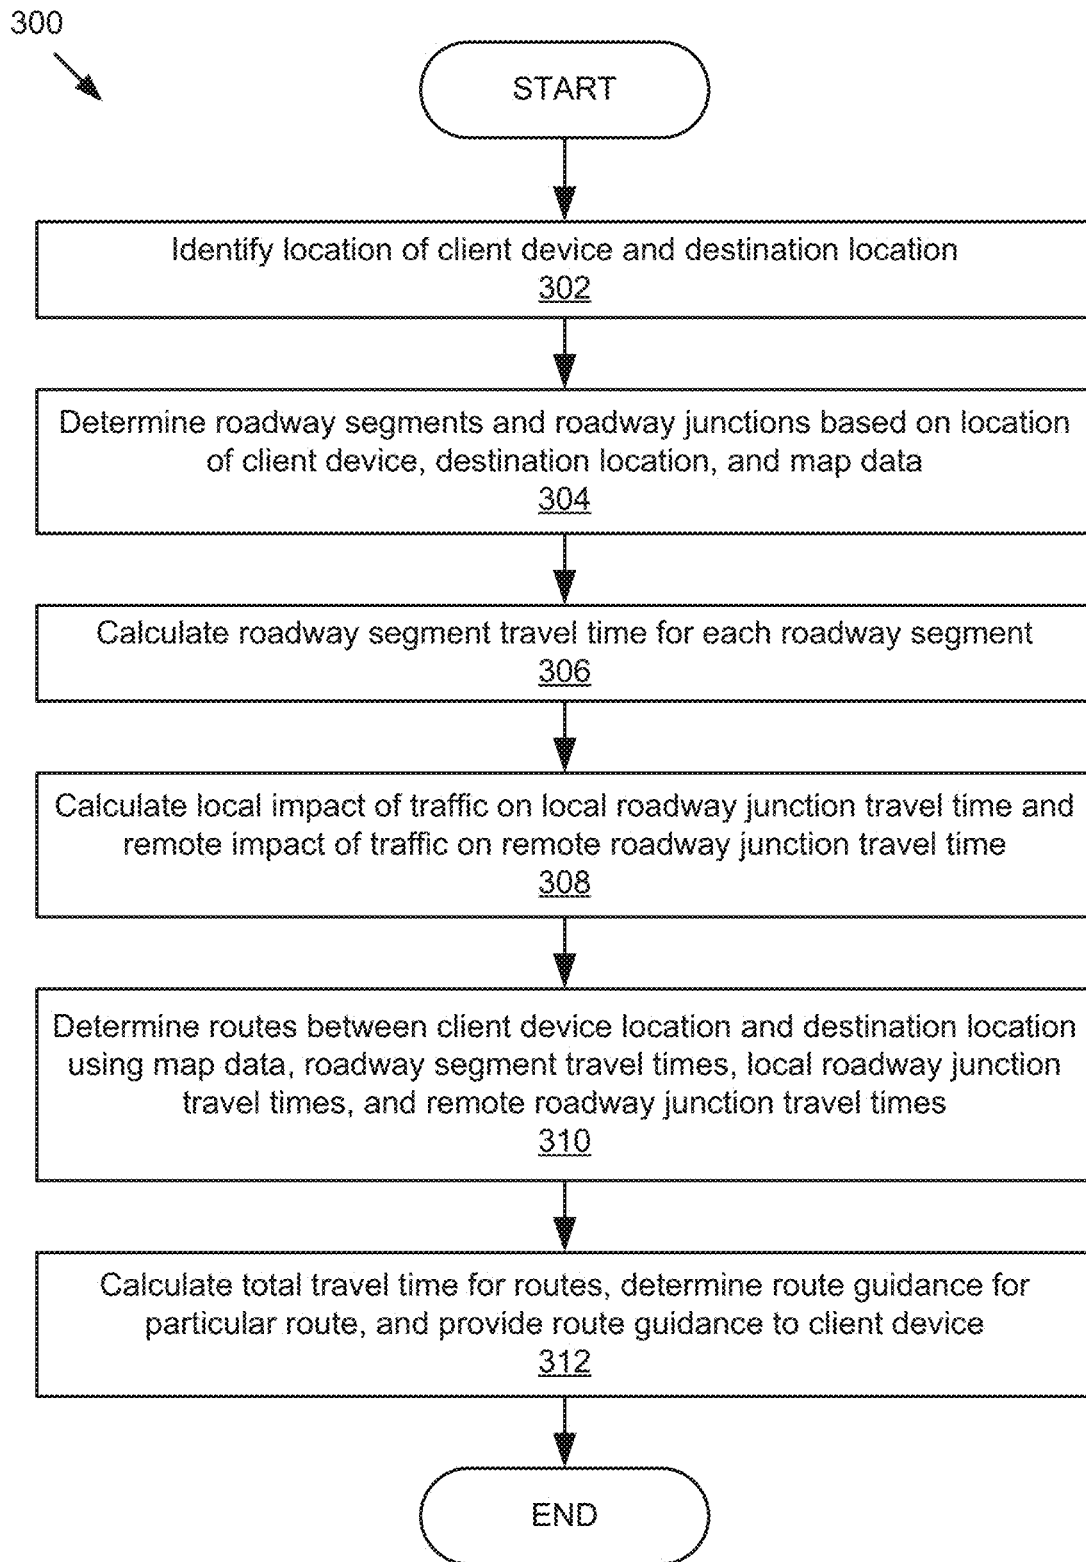 300
START
Identify location of client device and destination location
302
Determine roadway segments and roadway junctions based on location
of client device, destination location, and map data
304
Calculate roadway segment travel time for each roadway segment
306
Calculate local impact of traffic on local roadway junction travel time and
remote impact of traffic on remote roadway junction travel time
308
Determine routes between client device location and destination location
using map data, roadway segment travel times, local roadway junction
travel times, and remote roadway junction travel times
310
Calculate total travel time for routes, determine route guidance for
particular route, and provide route guidance to client device
312
END